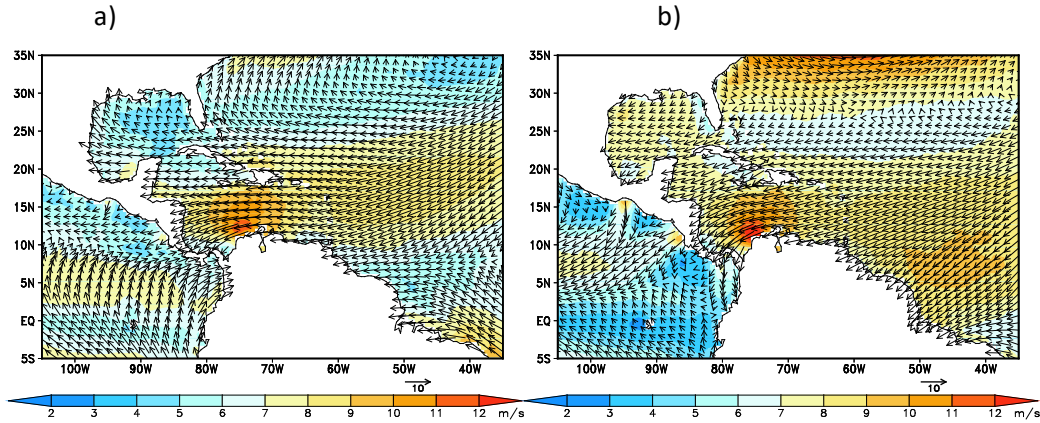 a) b)
35N 35N
30N 30N
25N 25N
20N 20N
15N 15N
10N 10N
5N 5N
EQ EQ
5S 5S
100W 90W 80W 70W 60W 50W 40W 100W 90W 80W 70W 60W 50W 40W
10 10
2 3 4 5 6 7 8 9 10 11 12 m/s 2 3 4 5 6 7 8 9 10 11 12 m/s